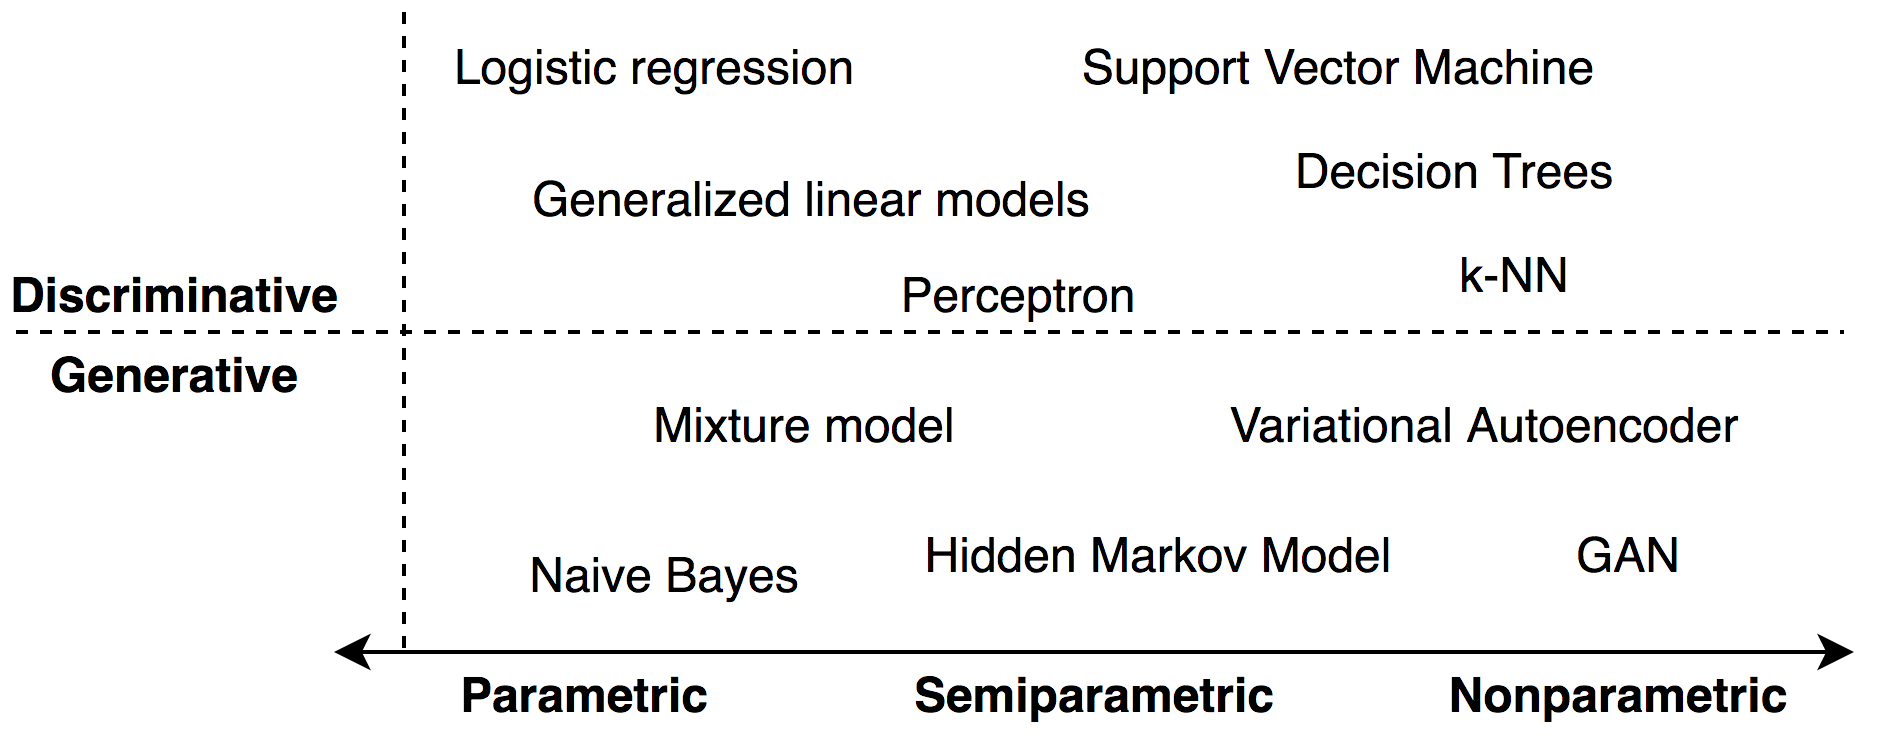 Logistic regression
Support Vector Machine
Decision Trees
Generalized linear models
k-NN
Discriminative
Perceptron
Generative
Mixture model
Variational Autoencoder
Hidden Markov Model
GAN
Naive Bayes
Parametric
Semiparametric
Nonparametric